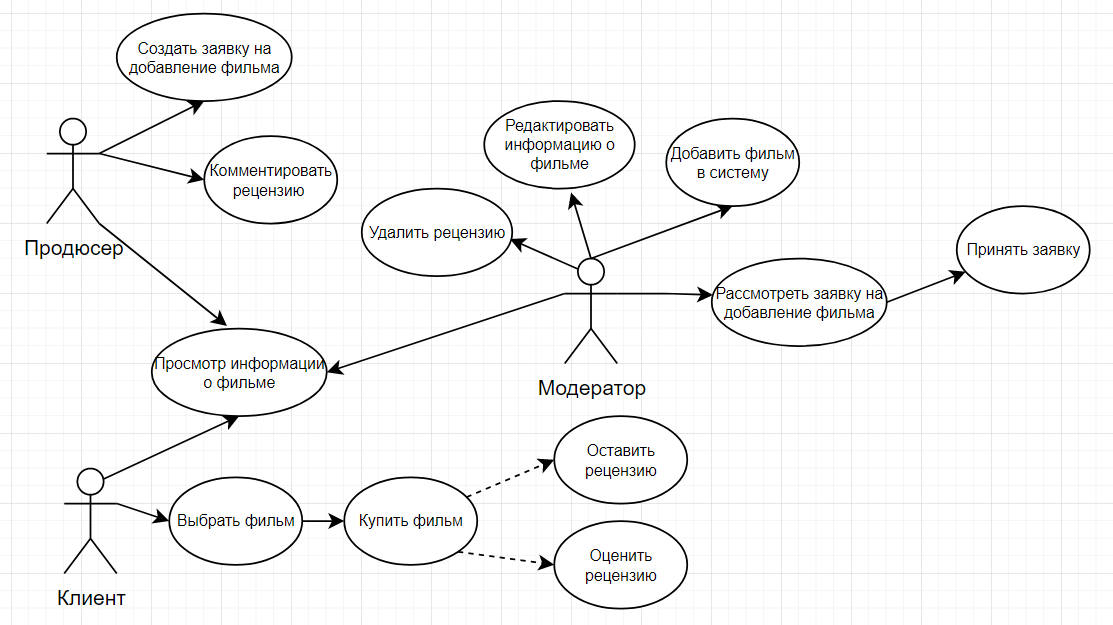 Создать заявку на
добавление фильма
Комментировать
рецензию
Продюсер
Редактировать
информацию о
фильме
Добавить фильм
в систему
Удалить рецензию
Принять заявку
Рассмотреть заявку на
добавление фильма
Модератор
Просмотр информации
о фильме
Оставить
рецензию
Выбрать фильм
Купить фильм
Оценить
рецензию
Клиент